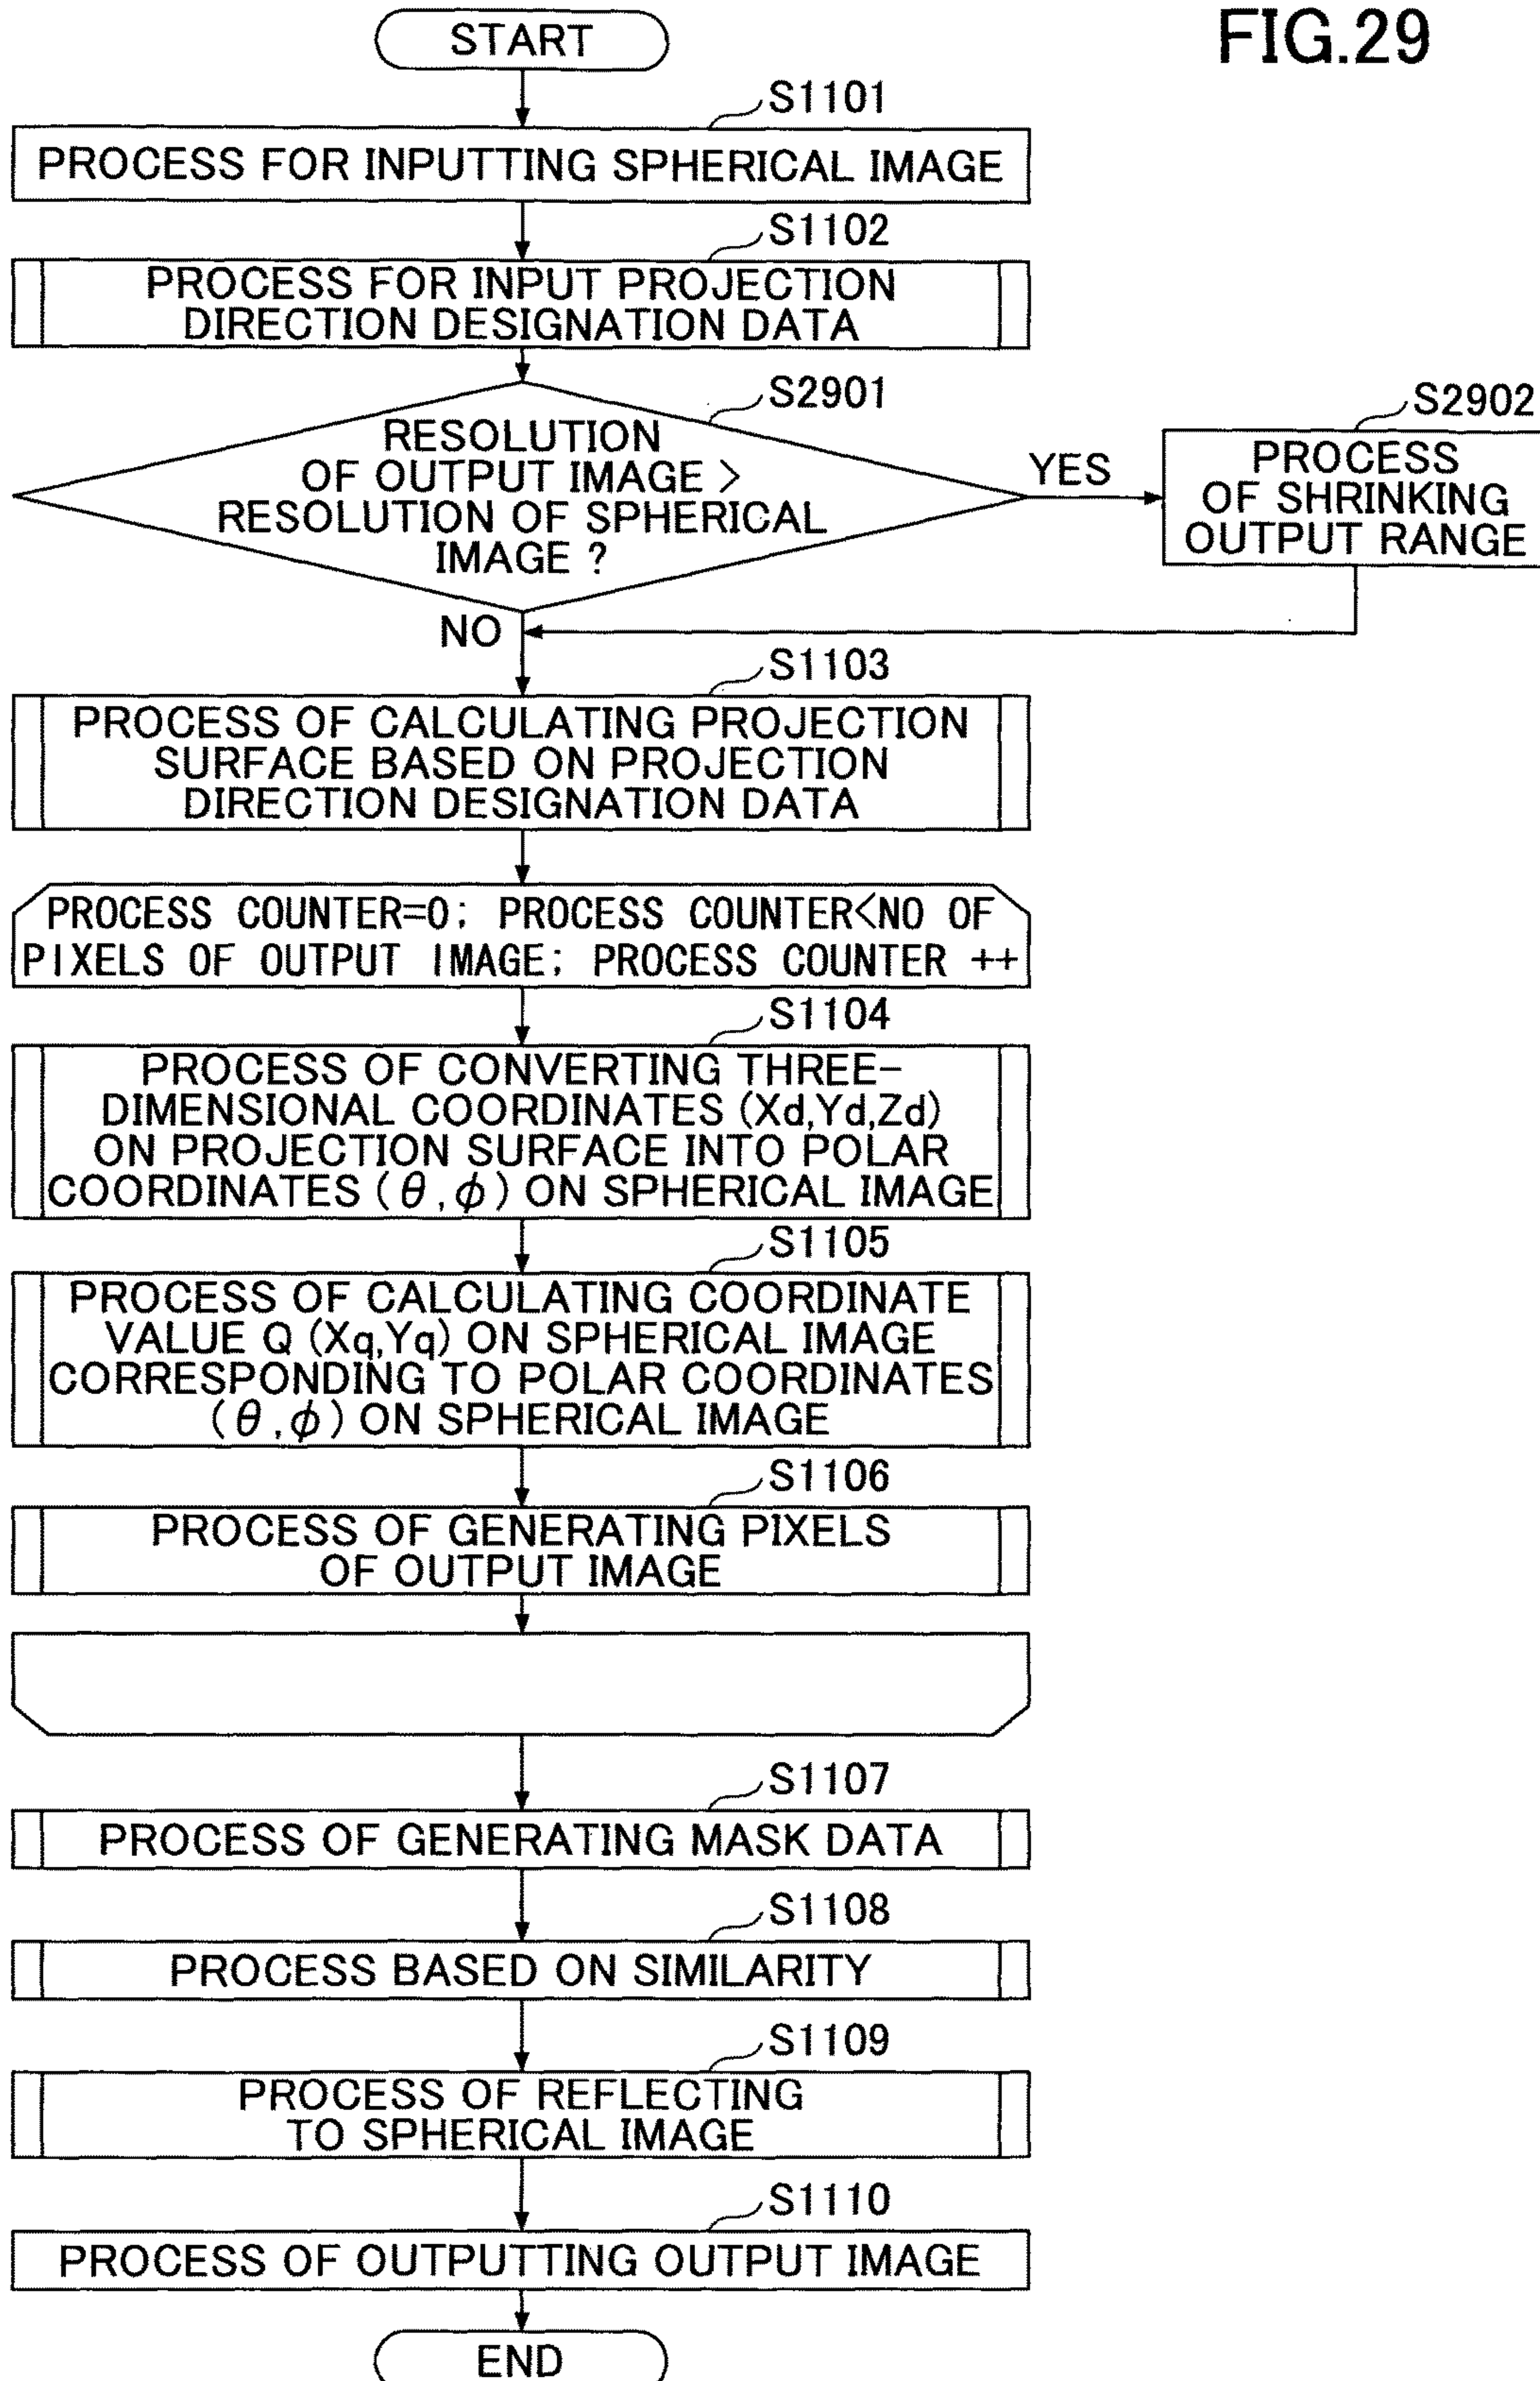 FIG.29
START
S1101
PROCESS FOR INPUTTING SPHERICAL IMAGE
S1102
PROCESS FOR INPUT PROJECTION
DIRECTION DESIGNATION DATA
S2901
RESOLUTION
OF OUTPUT IMAGE >
RESOLUTION OF SPHERICAL
IMAGE ?
YES
S2902
PROCESS
OF SHRINKING
OUTPUT RANGE
NO
S1103
PROCESS OF CALCULATING PROJECTION
SURFACE BASED ON PROJECTION
DIRECTION DESIGNATION DATA
PROCESS COUNTER=0; PROCESS COUNTER<NO OF
PIXELS OF OUTPUT IMAGE; PROCESS COUNTER ++
S1104
PROCESS OF CONVERTING THREE-
DIMENSIONAL COORDINATES (Xd,Yd,Zd)
ON PROJECTION SURFACE INTO POLAR
COORDINATES (θ,φ) ON SPHERICAL IMAGE
S1105
PROCESS OF CALCULATING COORDINATE
VALUE Q (Xq,Yq) ON SPHERICAL IMAGE
CORRESPONDING TO POLAR COORDINATES
(θ,φ) ON SPHERICAL IMAGE
S1106
PROCESS OF GENERATING PIXELS
OF OUTPUT IMAGE
S1107
PROCESS OF GENERATING MASK DATA
S1108
PROCESS BASED ON SIMILARITY
S1109
PROCESS OF REFLECTING
TO SPHERICAL IMAGE
S1110
PROCESS OF OUTPUTTING OUTPUT IMAGE
END